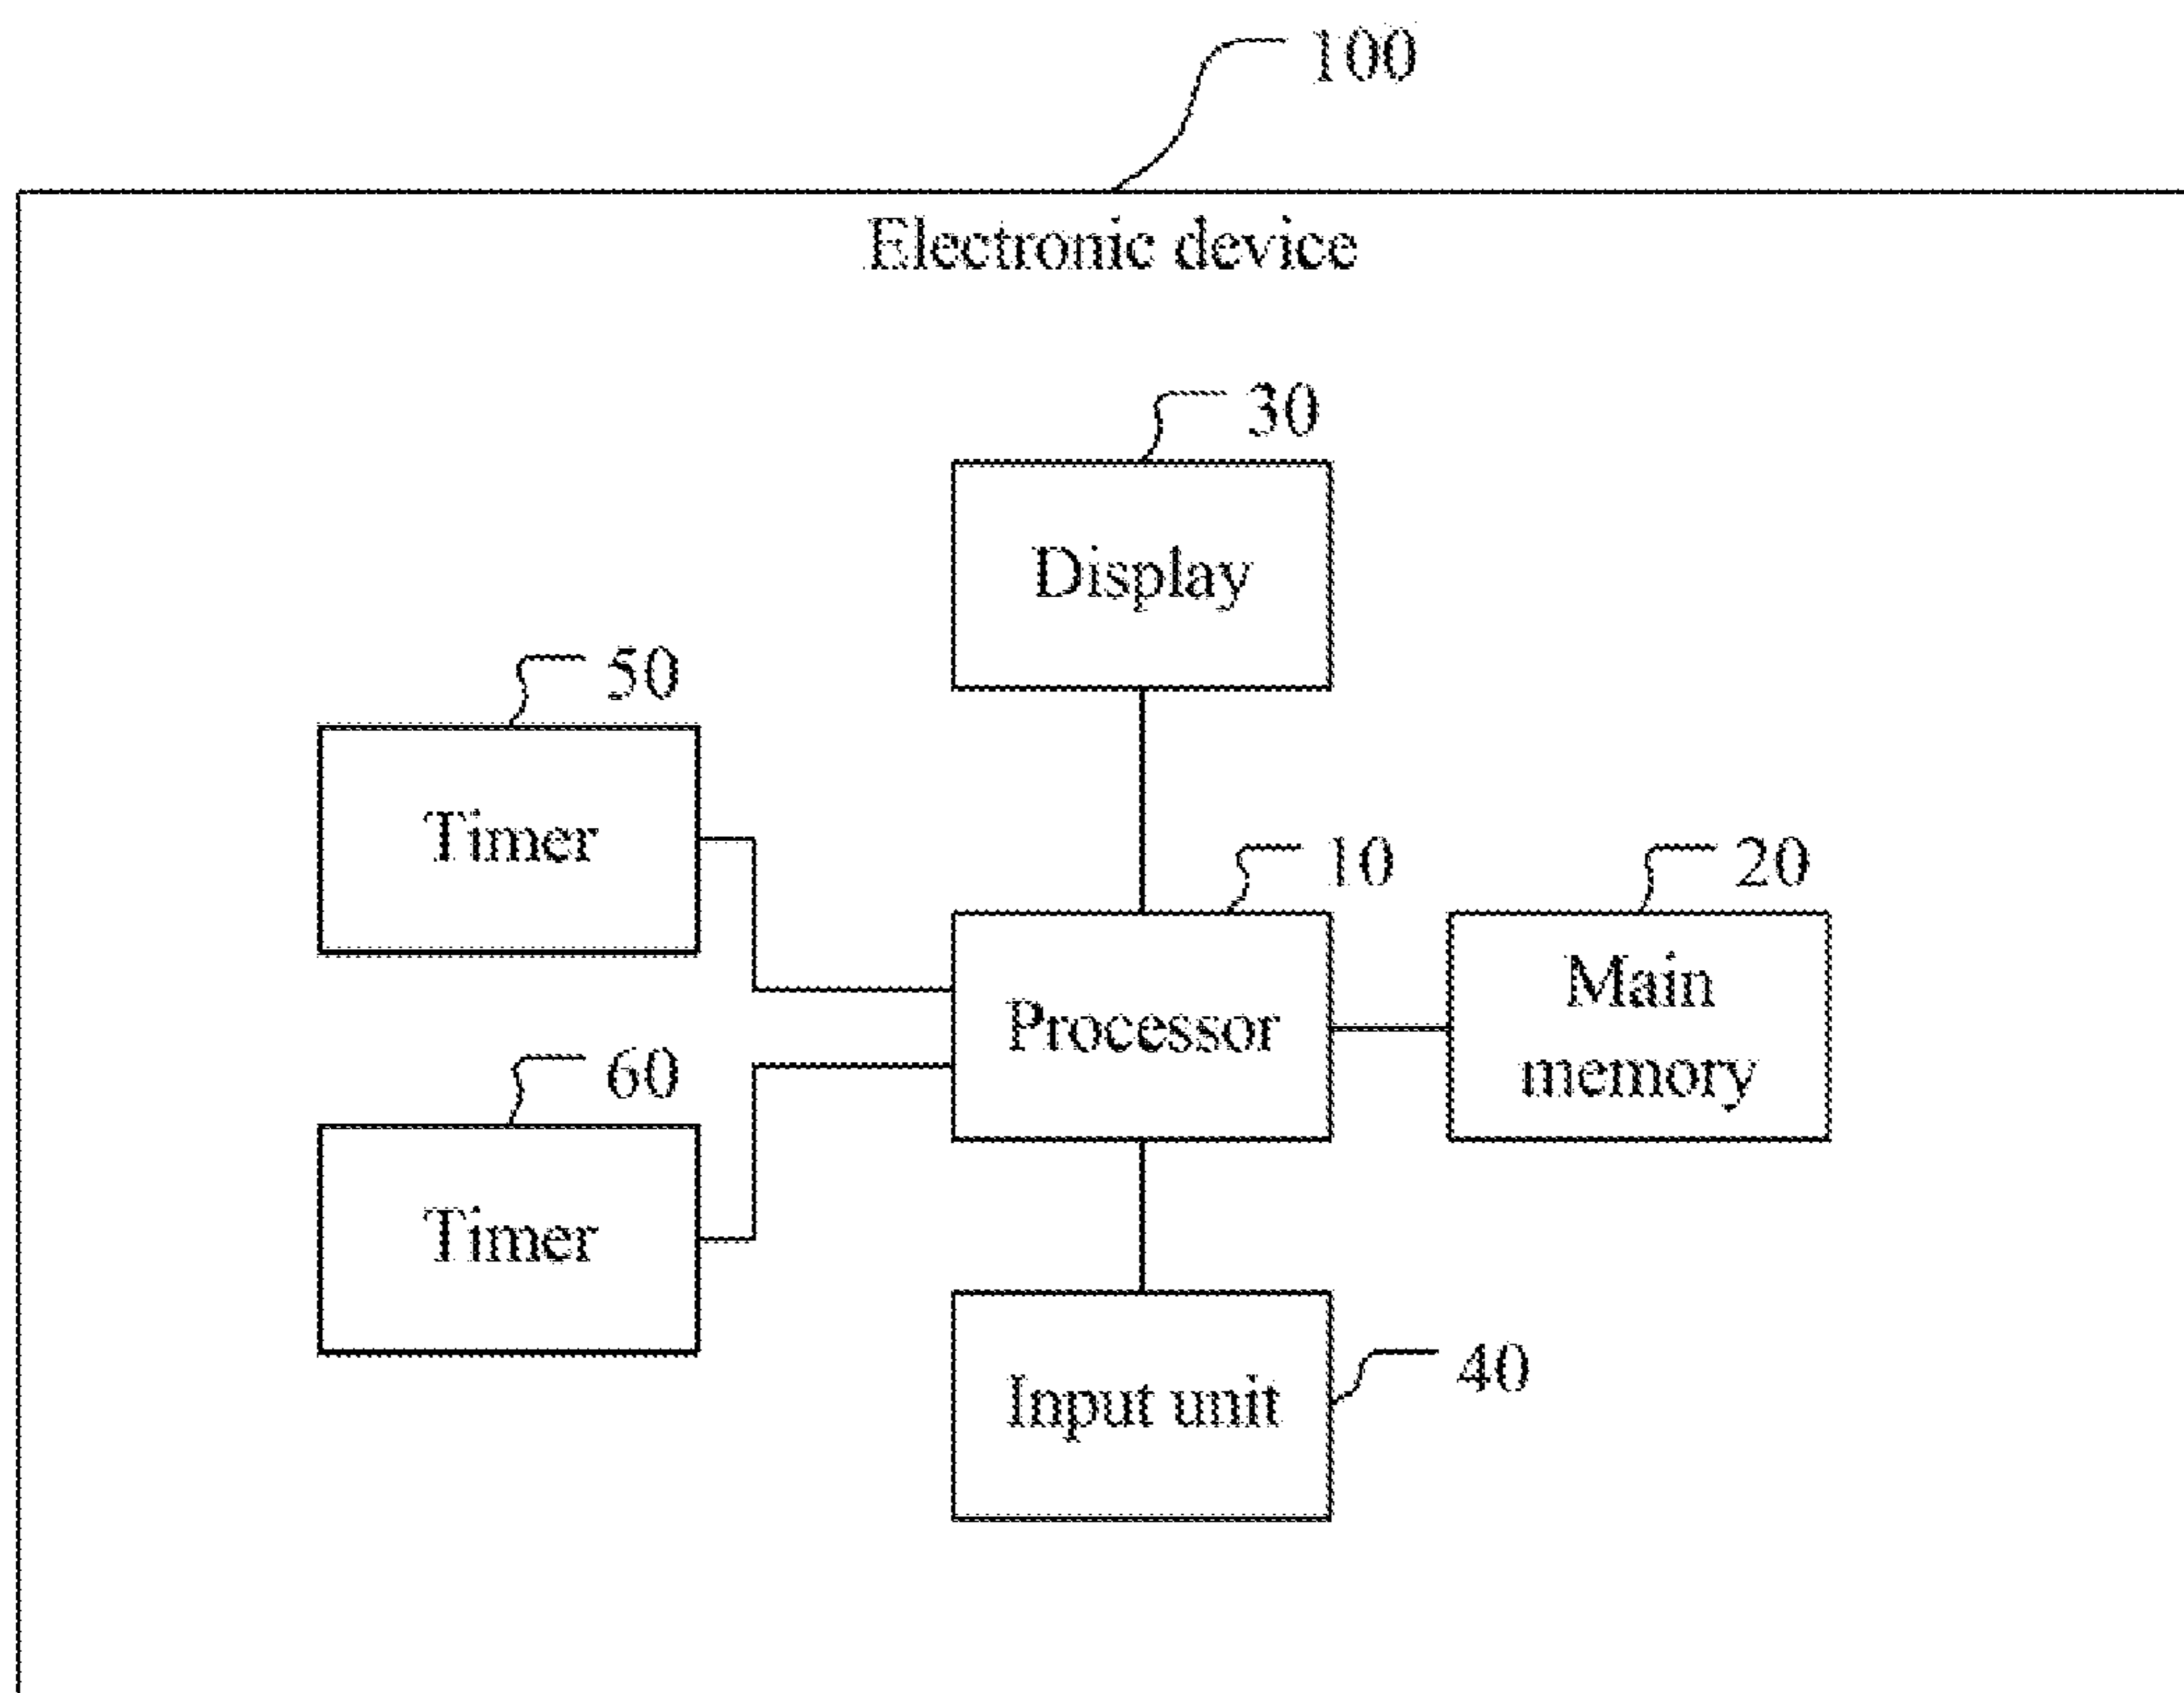 100
Electronic device
30
Display
50
Timer
10
Processor
20
Main
memory
60
Timer
40
Input unit